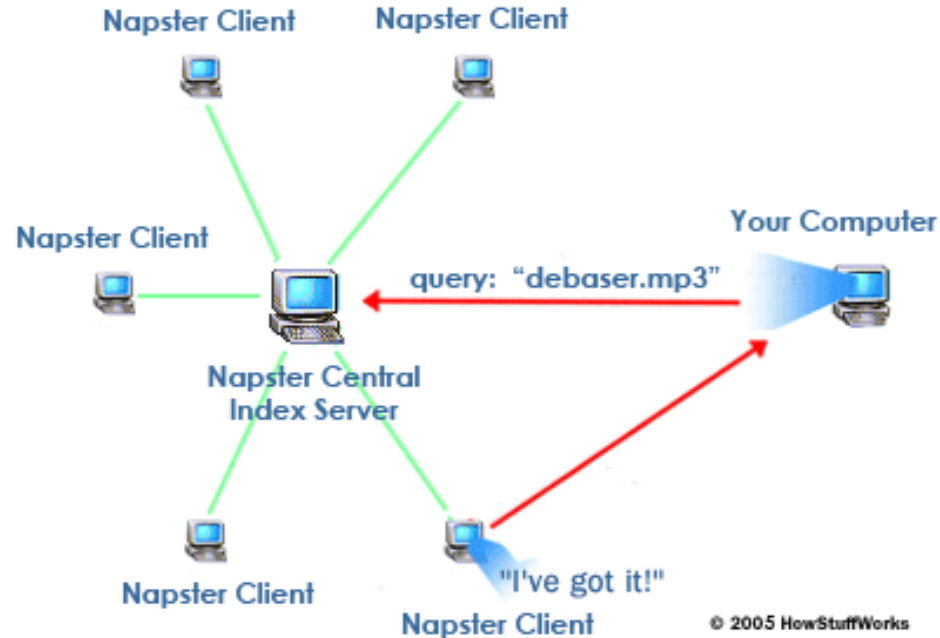 Napster Client
Napster Client
Your Computer
Napster Client
query: “debaser.mp3”
Napster Central
Index Server
"I've got it!"
Napster Client
Napster Client
© 2005 HowStuffWorks